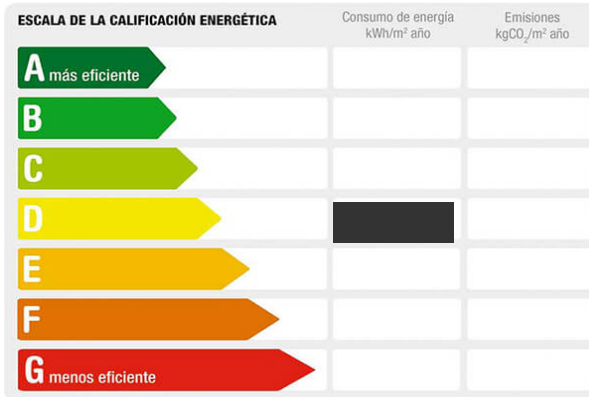 ESCALA DE LA CALIFICACIÓN ENERGÉTICA
Consumo de energía
kWh/m² año
Emisiones
kgCO₂/m² año
A más eficiente
B
C
D
E
F
G menos eficiente